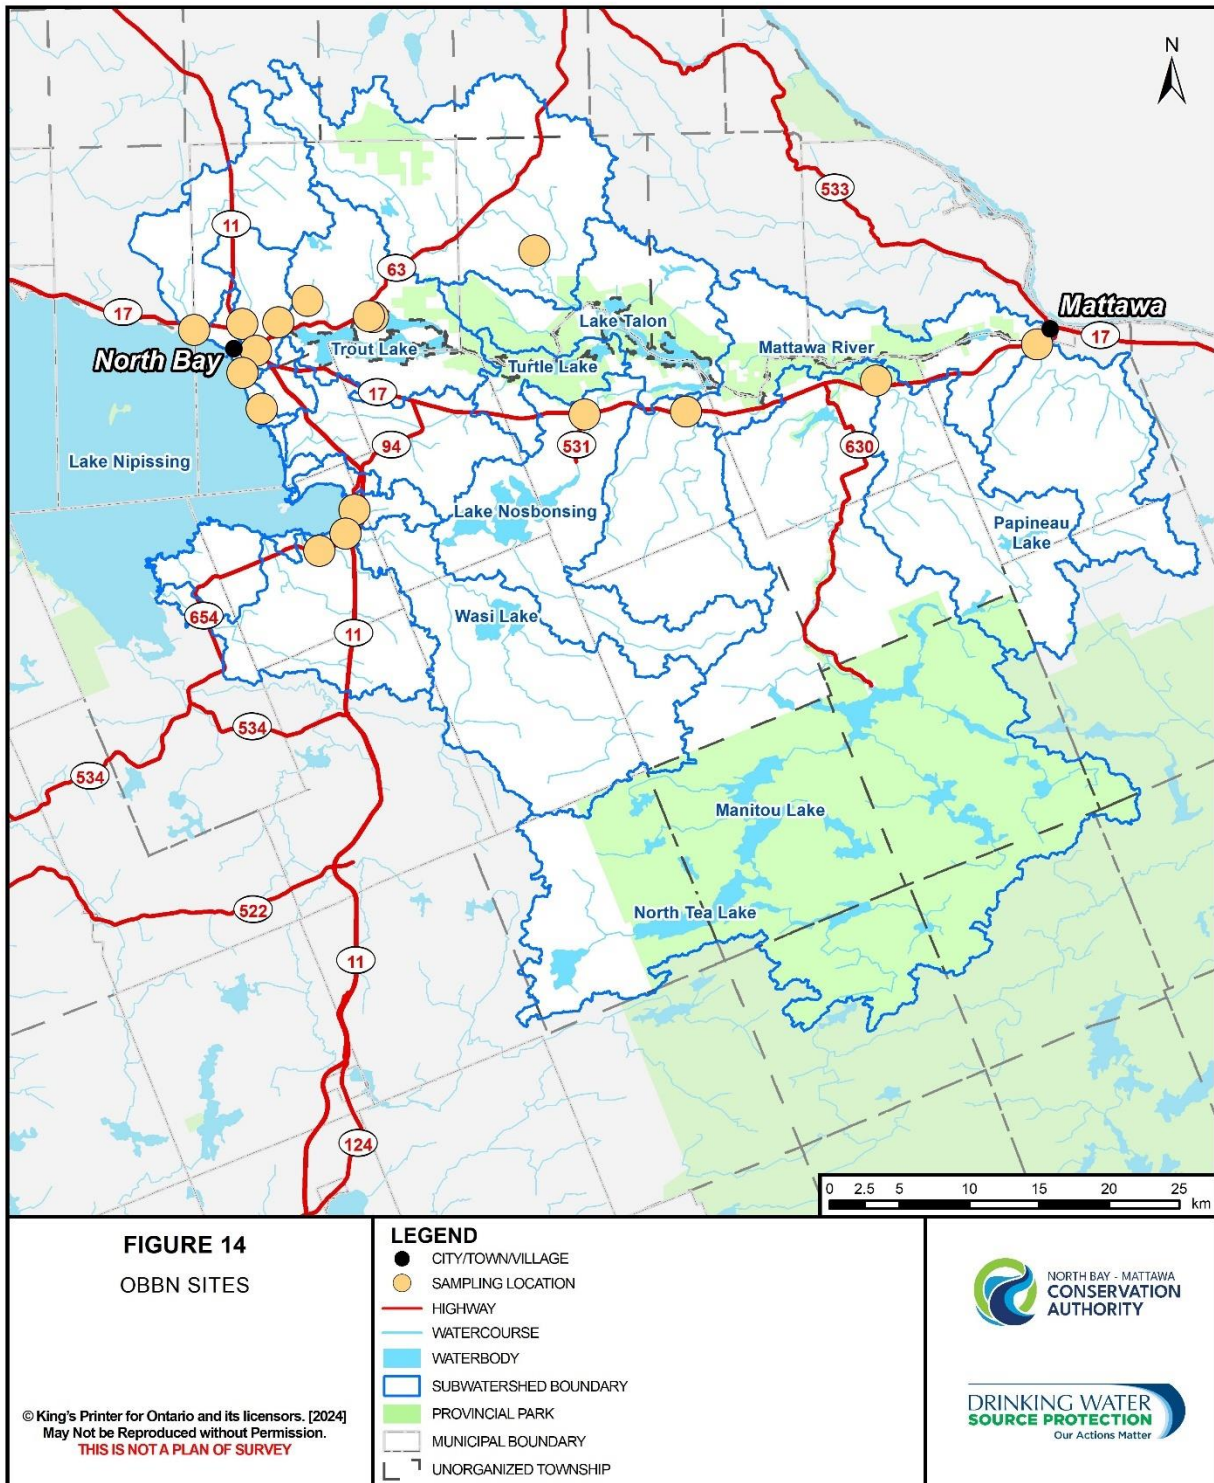 N
533
11
63
Mattawa
17
17
Lake Talon
Trout Lake
Mattawa River
North Bay
Turtle Lake
17
94
531
630
Lake Nipissing
Lake Nosbonsing
Papineau
Lake
654
Wasi Lake
11
534
534
Manitou Lake
522
North Tea Lake
11
124
0 2.5 5 10 15 20 25
km
FIGURE 14
OBBN SITES
© King's Printer for Ontario and its licensors. [2024]
May Not be Reproduced without Permission.
THIS IS NOT A PLAN OF SURVEY
LEGEND
CITY/TOWN/VILLAGE
SAMPLING LOCATION
HIGHWAY
WATERCOURSE
WATERBODY
SUBWATERSHED BOUNDARY
PROVINCIAL PARK
MUNICIPAL BOUNDARY
UNORGANIZED TOWNSHIP
NORTH BAY - MATTAWA
CONSERVATION
AUTHORITY
DRINKING WATER
SOURCE PROTECTION
Our Actions Matter